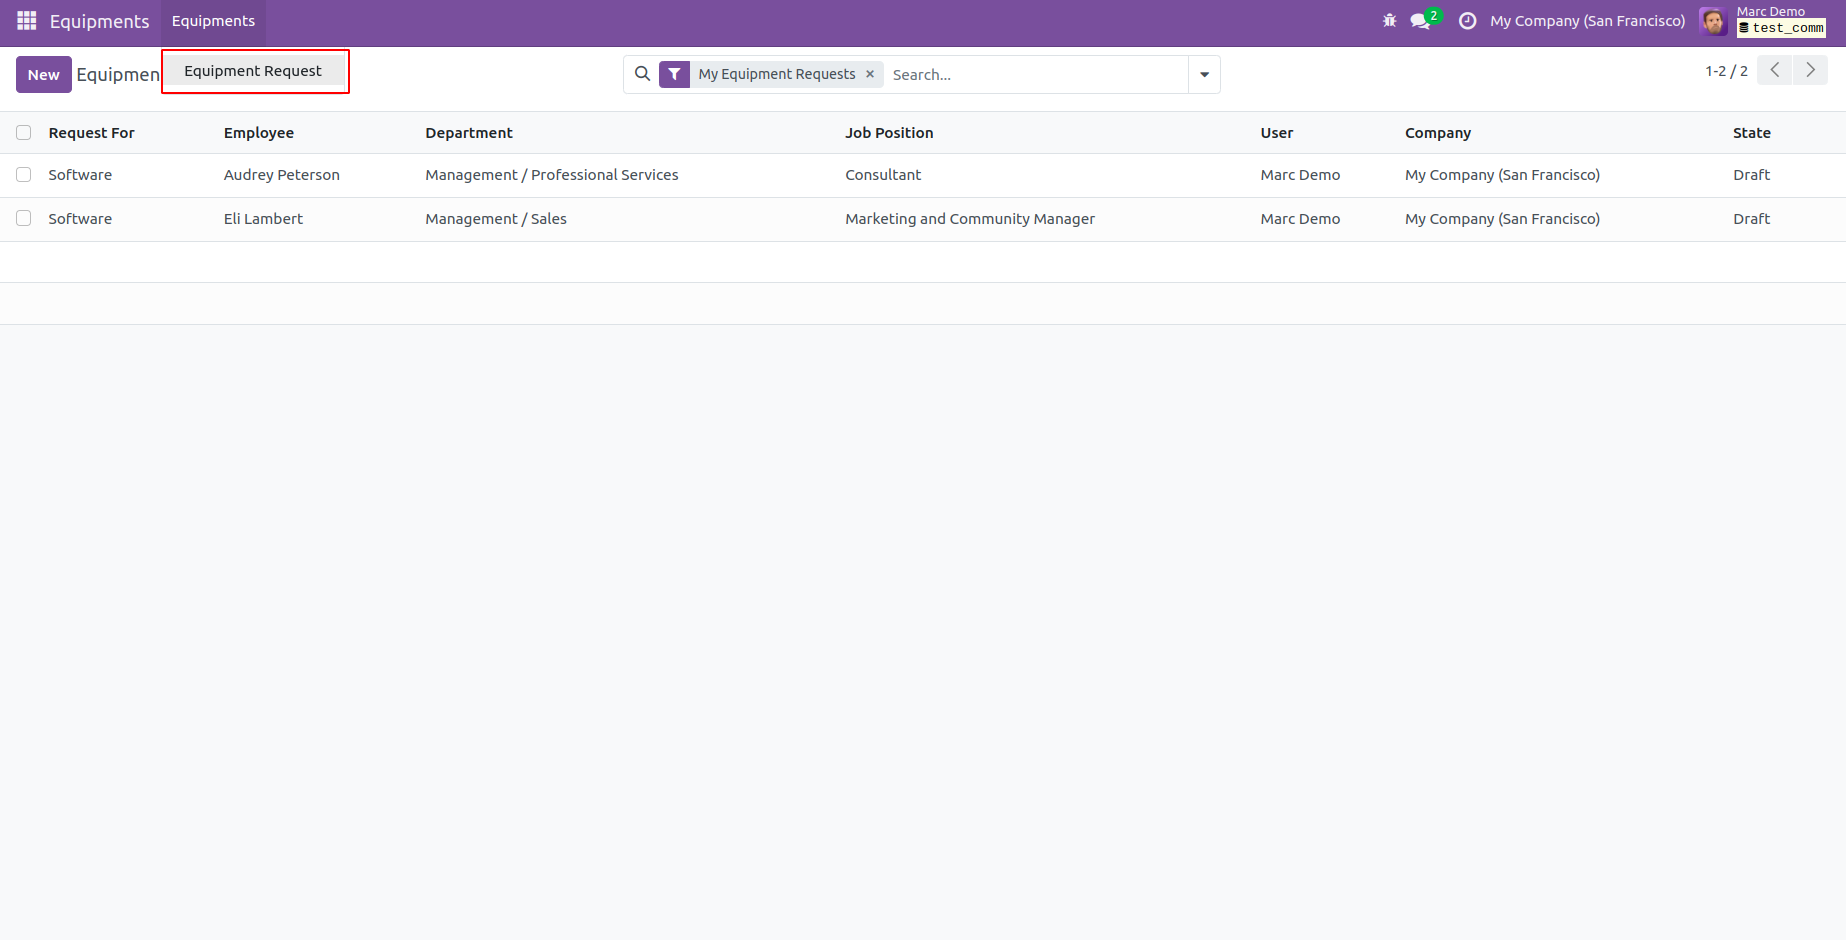 Equipments Equipments 2 My Company (San Francisco) Marc Demo
test_comm
New Equipmen Equipment Request My Equipment Requests × Search... 1-2 / 2
Request For Employee Department Job Position User Company State
Software Audrey Peterson Management / Professional Services Consultant Marc Demo My Company (San Francisco) Draft
Software Eli Lambert Management / Sales Marketing and Community Manager Marc Demo My Company (San Francisco) Draft